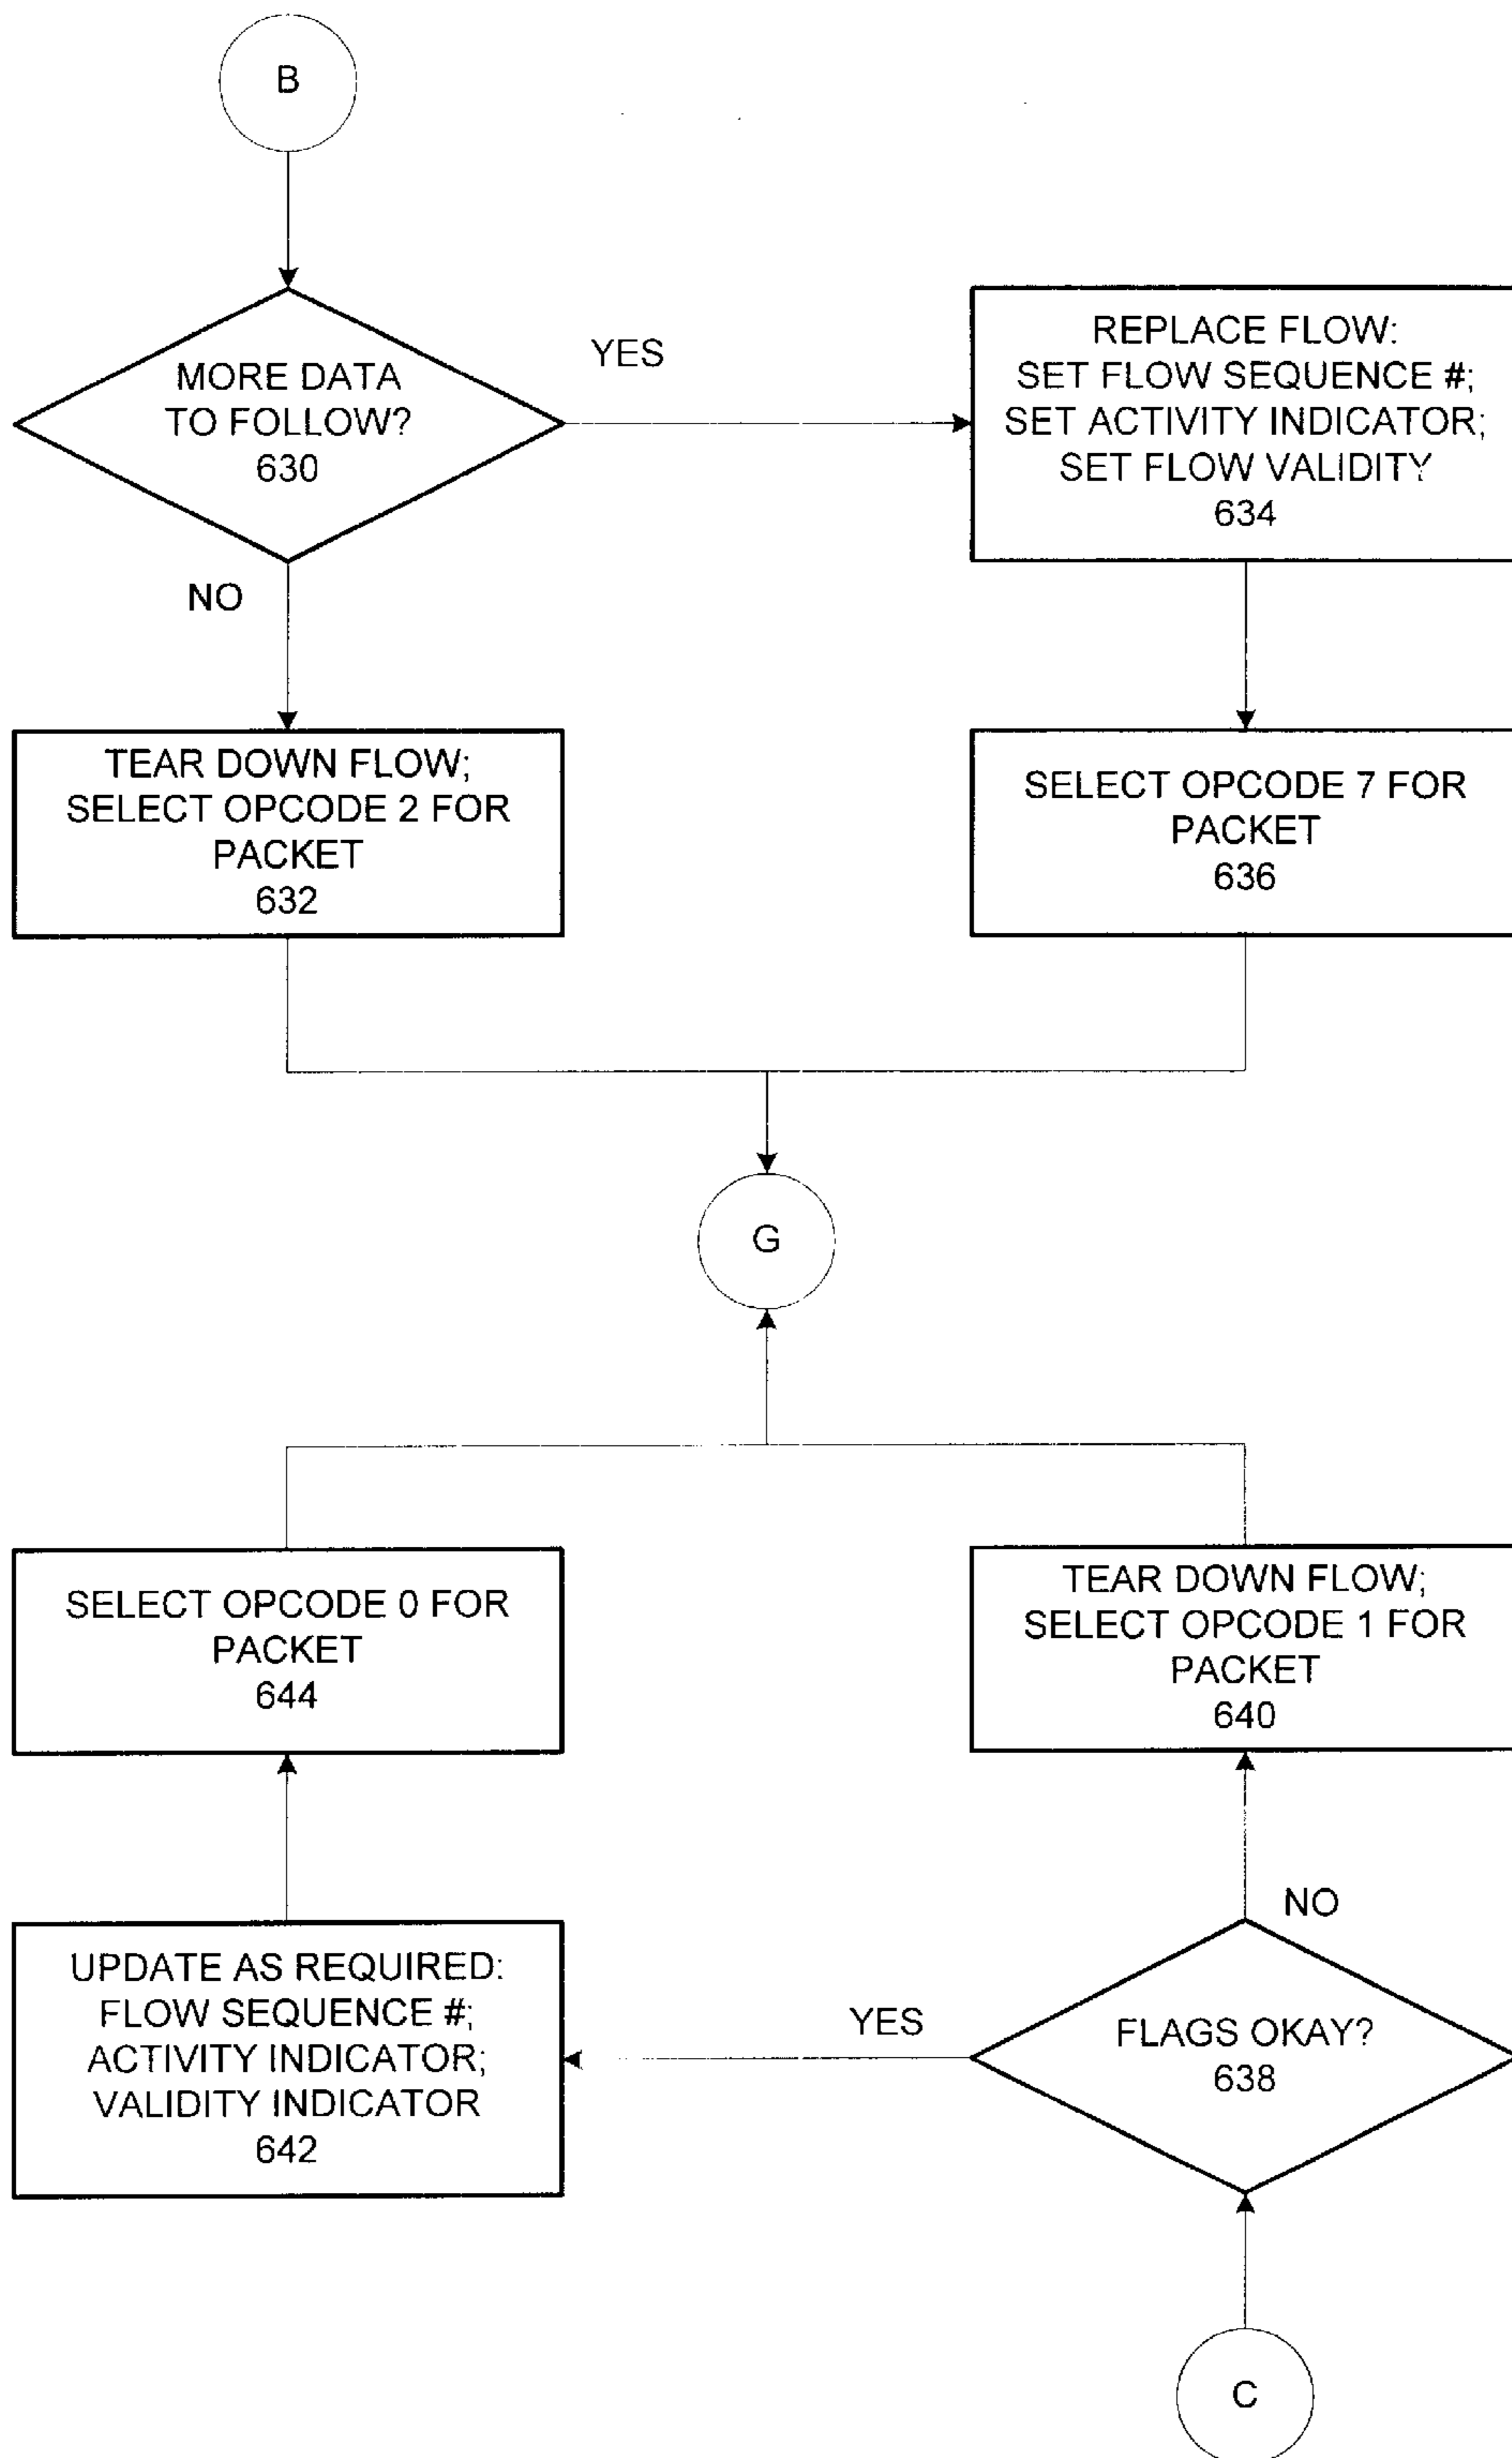 B
MORE DATA
TO FOLLOW?
630
YES
REPLACE FLOW:
SET FLOW SEQUENCE #;
SET ACTIVITY INDICATOR;
SET FLOW VALIDITY
634
NO
TEAR DOWN FLOW;
SELECT OPCODE 2 FOR
PACKET
632
SELECT OPCODE 7 FOR
PACKET
636
G
SELECT OPCODE 0 FOR
PACKET
644
TEAR DOWN FLOW;
SELECT OPCODE 1 FOR
PACKET
640
NO
UPDATE AS REQUIRED:
FLOW SEQUENCE #;
ACTIVITY INDICATOR;
VALIDITY INDICATOR
642
YES
FLAGS OKAY?
638
C